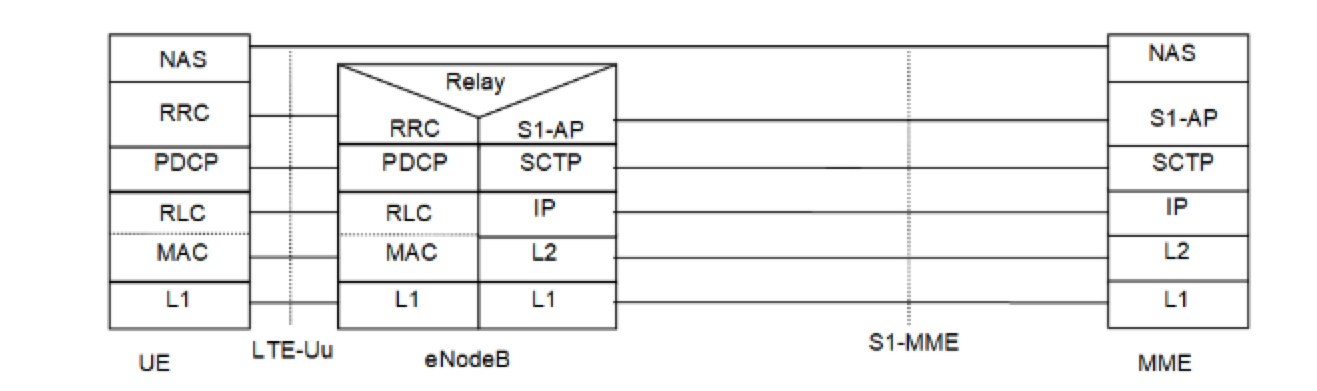 NAS
RRC
PDCP
RLC
MAC
L1
UE
LTE-Uu
Relay
RRC
PDCP
RLC
MAC
L1
S1-AP
SCTP
IP
L2
L1
eNodeB
S1-MME
NAS
S1-AP
SCTP
IP
L2
L1
MME